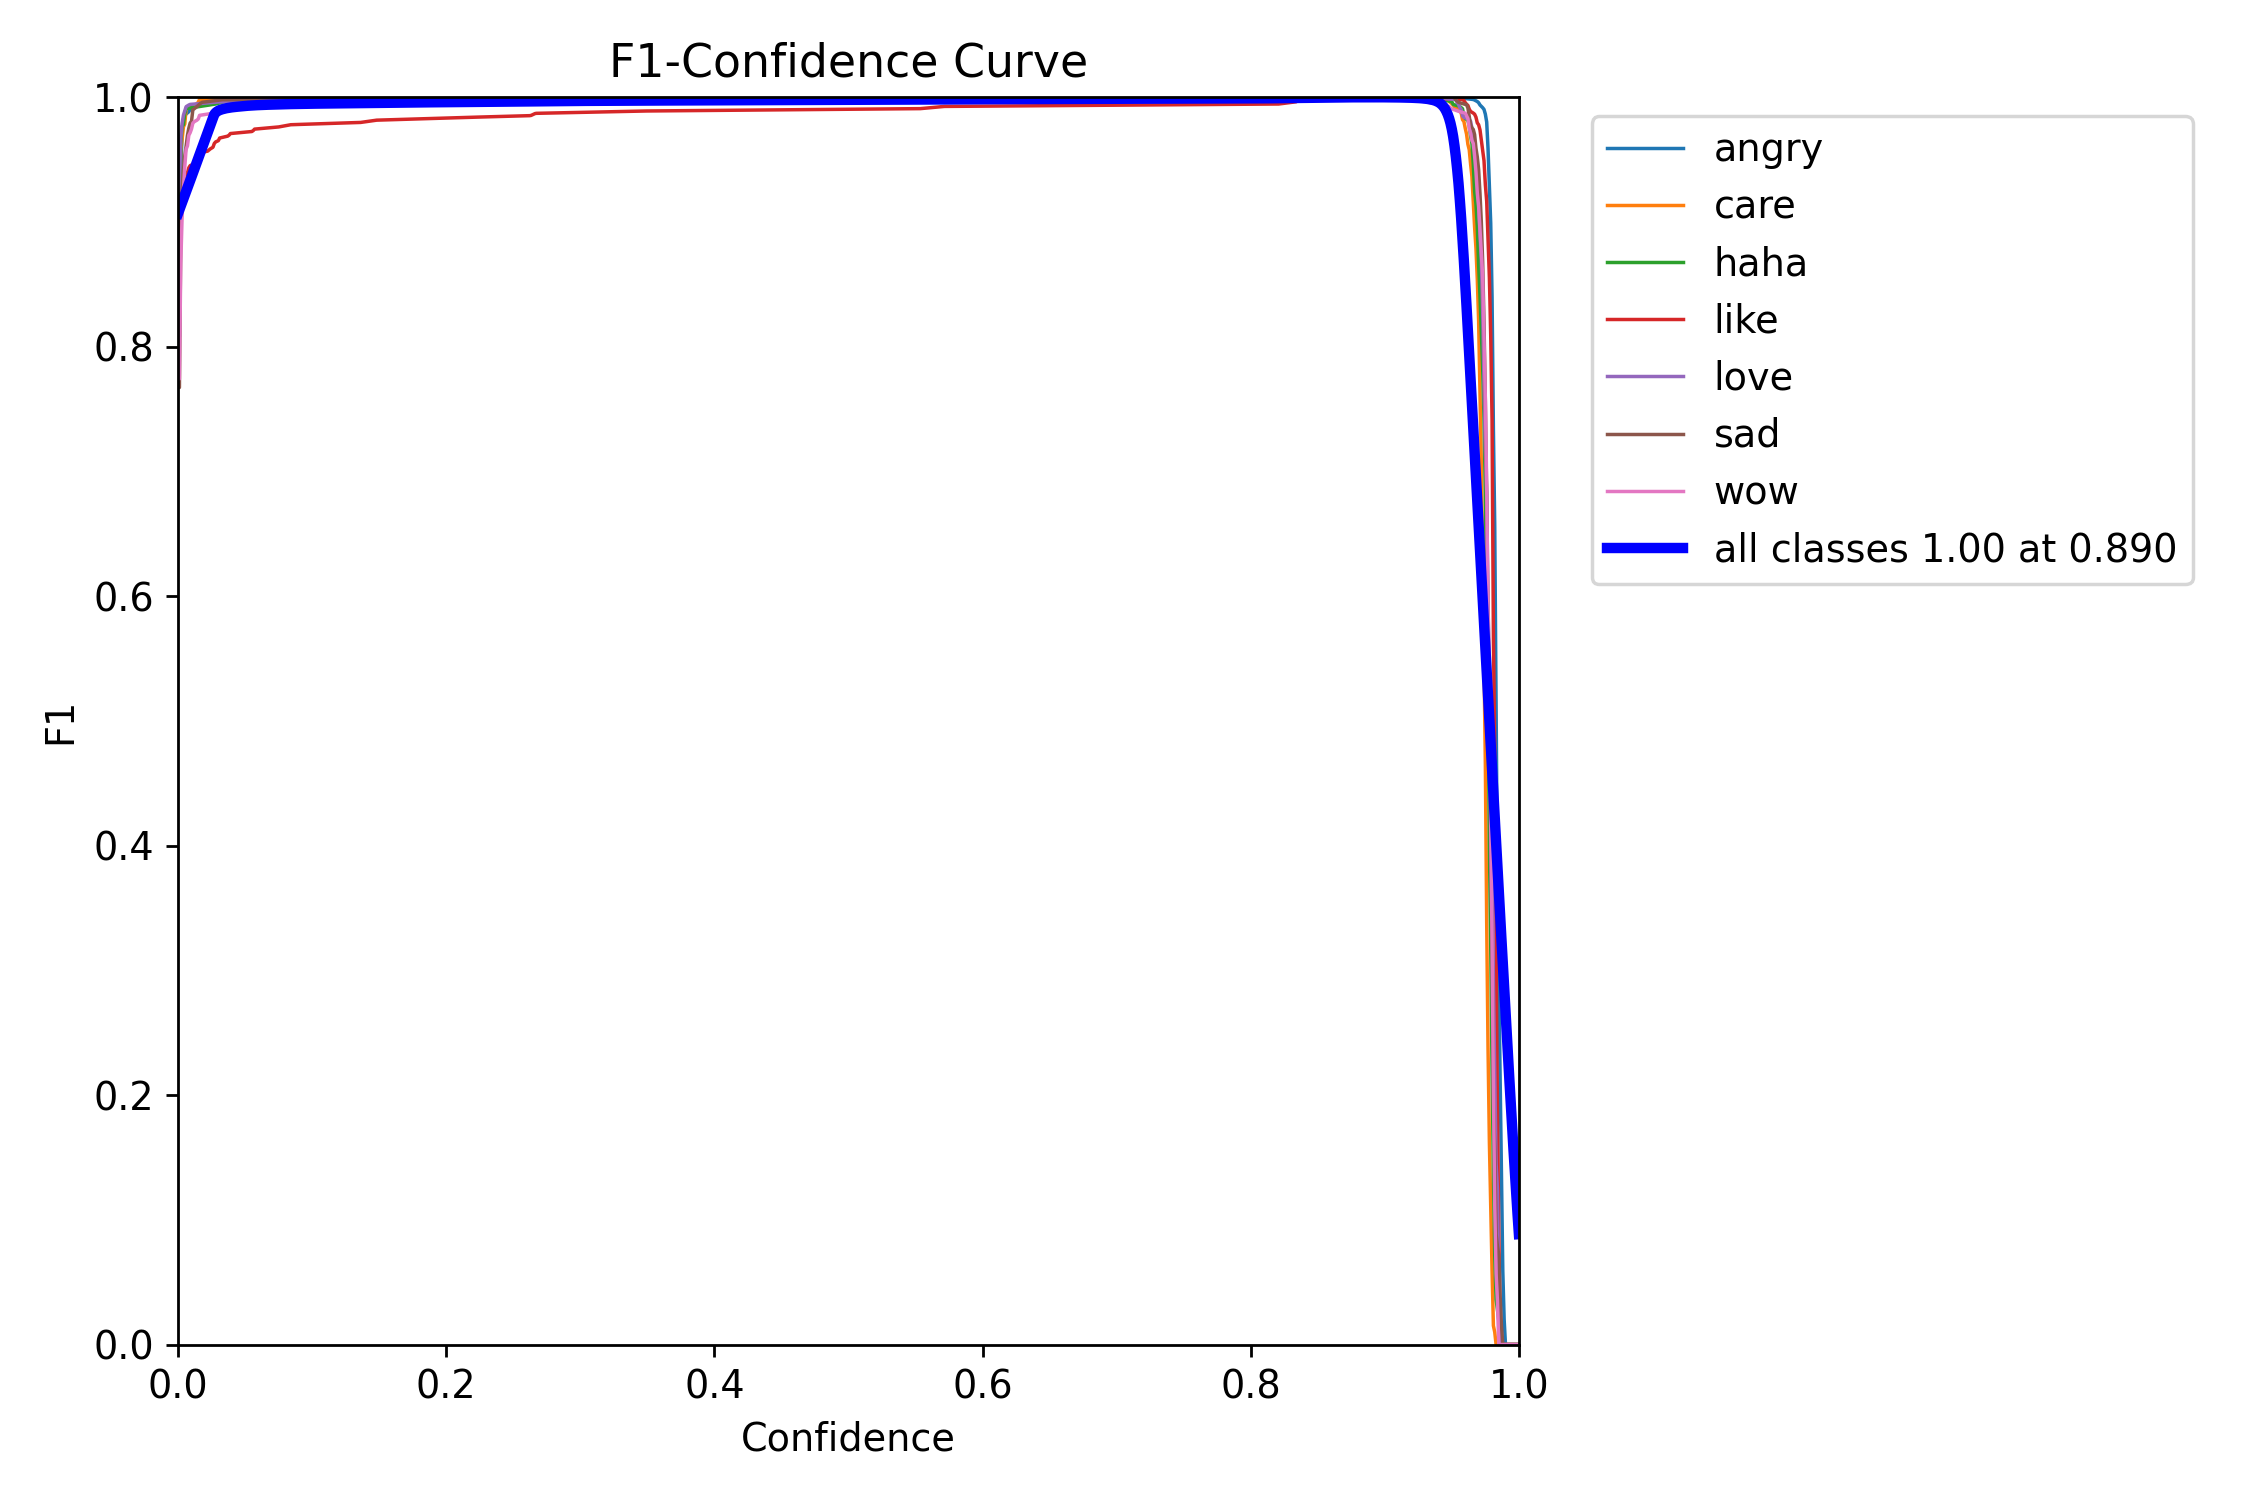 F1-Confidence Curve
1.0
0.8
0.6
0.4
0.2
0.0
F1
0.0 0.2 0.4 0.6 0.8 1.0
Confidence
angry
care
haha
like
love
sad
wow
all classes 1.00 at 0.890